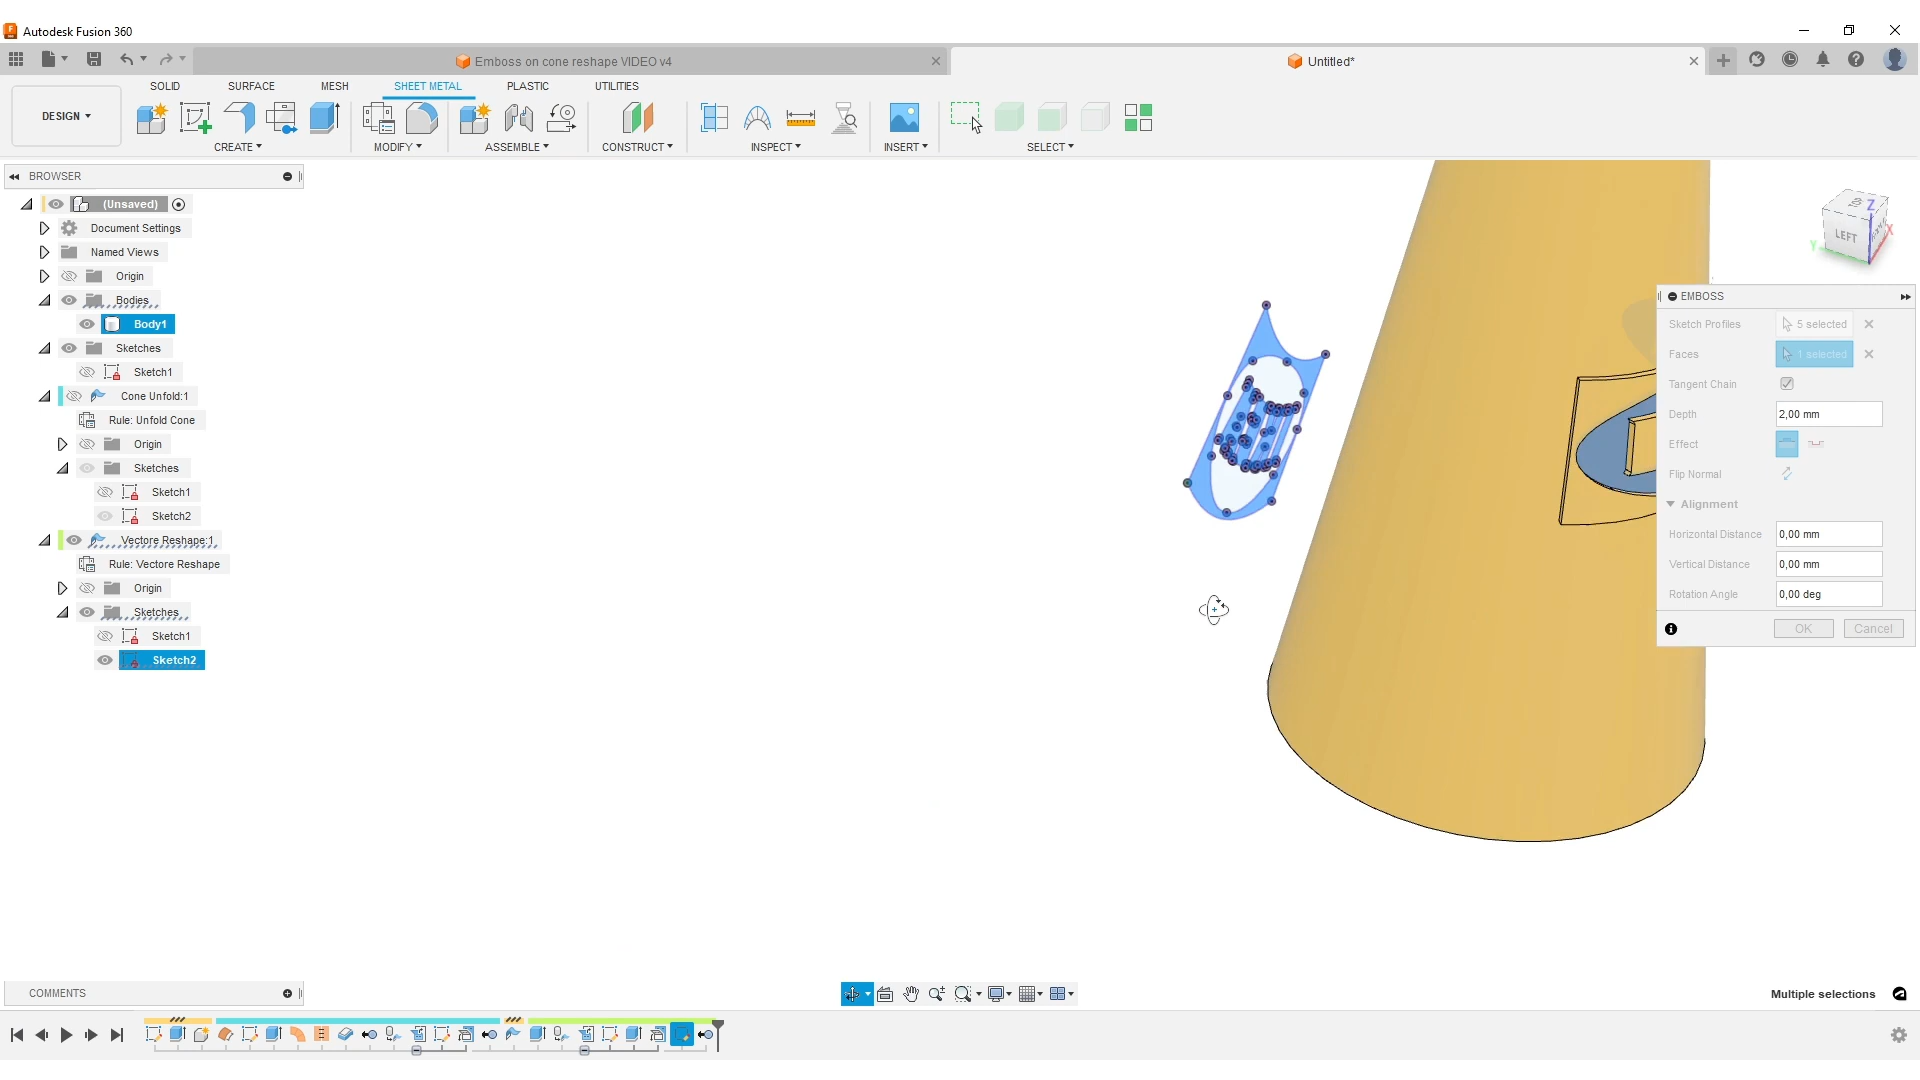 Autodesk Fusion 360
Emboss on cone reshape VIDEO v4
Untitled*
DESIGN
SOLID SURFACE MESH SHEET METAL PLASTIC UTILITIES
CREATE MODIFY ASSEMBLE CONSTRUCT INSPECT INSERT SELECT
BROWSER
(Unsaved)
Document Settings
Named Views
Origin
Bodies
Body1
Sketches
Sketch1
Cone Unfold:1
Rule: Unfold Cone
Origin
Sketches
Sketch1
Sketch2
Vectore Reshape:1
Rule: Vectore Reshape
Origin
Sketches
Sketch1
Sketch2
Z
LEFT
Y
X
EMBOSS
Sketch Profiles 5 selected
Faces 1 selected
Tangent Chain
Depth 2,00 mm
Effect
Flip Normal
Alignment
Horizontal Distance 0,00 mm
Vertical Distance 0,00 mm
Rotation Angle 0,00 deg
OK Cancel
COMMENTS
Multiple selections